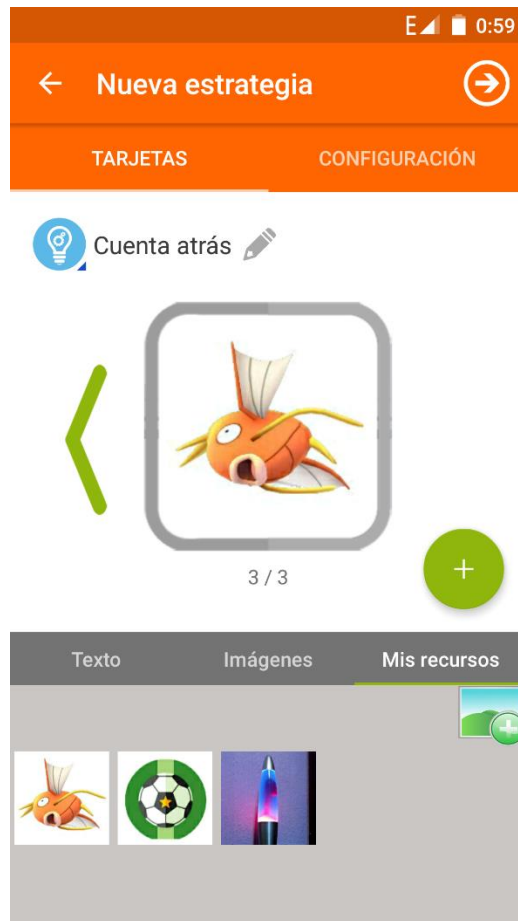 E 0:59
Nueva estrategia
TARJETAS CONFIGURACIÓN
Cuenta atrás
3 / 3
Texto Imágenes Mis recursos